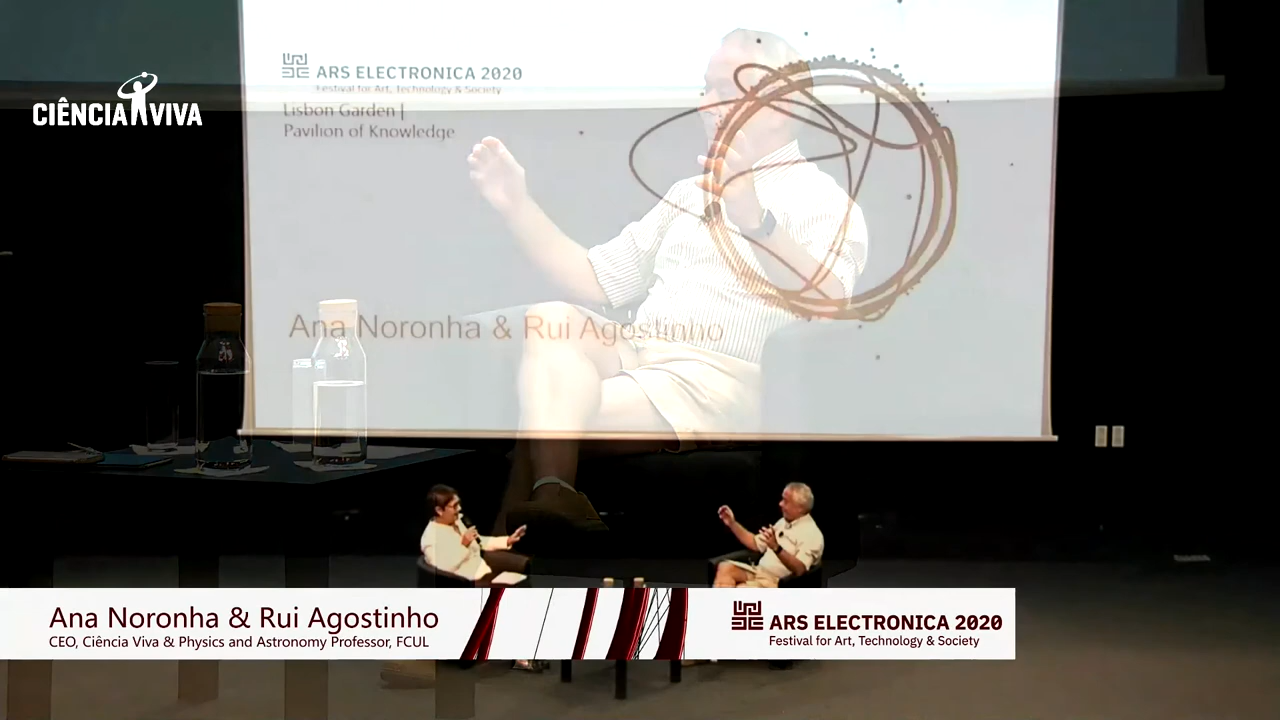 CIÊNCIA VIVA
ARS ELECTRONICA 2020
Festival for Art, Technology & Society
Lisbon Garden |
Pavilion of Knowledge
Ana Noronha & Rui Agostinho
Ana Noronha & Rui Agostinho
CEO, Ciência Viva & Physics and Astronomy Professor, FCUL
ARS ELECTRONICA 2020
Festival for Art, Technology & Society